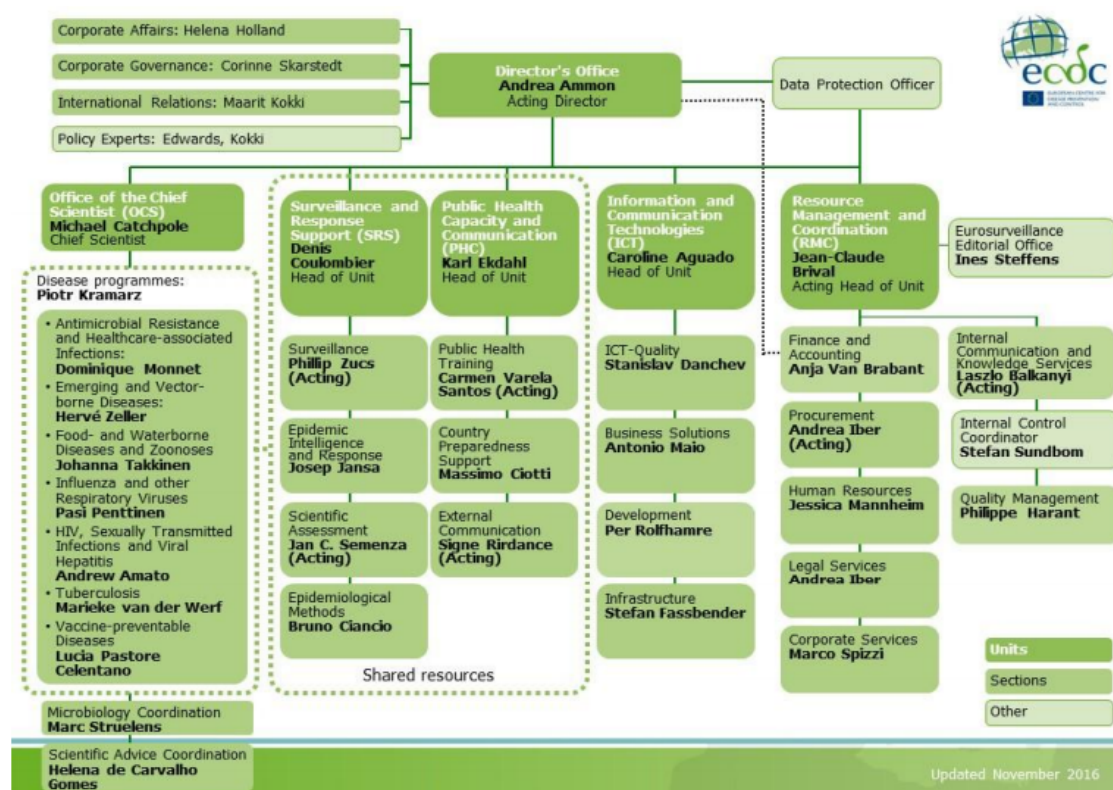 Corporate Affairs: Helena Holland
Corporate Governance: Corinne Skarstedt
International Relations: Maarit Kokki
Policy Experts: Edwards, Kokki
Director's Office
Andrea Ammon
Acting Director
Data Protection Officer
ecdc
EUROPEAN CENTRE FOR
DISEASE PREVENTION
AND CONTROL
Office of the Chief
Scientist (OCS)
Michael Catchpole
Chief Scientist
Surveillance and
Response
Support (SRS)
Denis
Coulombier
Head of Unit
Public Health
Capacity and
Communication
(PHC)
Karl Ekdahl
Head of Unit
Information and
Communication
Technologies
(ICT)
Caroline Aguado
Head of Unit
Resource
Management and
Coordination
(RMC)
Jean-Claude
Brival
Acting Head of Unit
Eurosurveillance
Editorial Office
Ines Steffens
Disease programmes:
Piotr Kramarz
• Antimicrobial Resistance
and Healthcare-associated
Infections:
Dominique Monnet
• Emerging and Vector-
borne Diseases:
Hervé Zeller
• Food- and Waterborne
Diseases and Zoonoses
Johanna Takkinen
• Influenza and other
Respiratory Viruses
Pasi Penttinen
• HIV, Sexually Transmitted
Infections and Viral
Hepatitis
Andrew Amato
• Tuberculosis
Marieke van der Werf
• Vaccine-preventable
Diseases
Lucia Pastore
Celentano
Microbiology Coordination
Marc Struelens
Scientific Advice Coordination
Helena de Carvalho
Gomes
Surveillance
Phillip Zucs
(Acting)
Epidemic
Intelligence
and Response
Josep Jansa
Scientific
Assessment
Jan C. Semenza
(Acting)
Epidemiological
Methods
Bruno Ciancio
Public Health
Training
Carmen Varela
Santos (Acting)
Country
Preparedness
Support
Massimo Ciotti
External
Communication
Signe Rirdance
(Acting)
Shared resources
ICT-Quality
Stanislav Danchev
Business Solutions
Antonio Maio
Development
Per Rolfhamre
Infrastructure
Stefan Fassbender
Finance and
Accounting
Anja Van Brabant
Procurement
Andrea Iber
(Acting)
Human Resources
Jessica Mannheim
Legal Services
Andrea Iber
Corporate Services
Marco Spizzi
Internal
Communication and
Knowledge Services
Laszlo Balkanyi
(Acting)
Internal Control
Coordinator
Stefan Sundbom
Quality Management
Philippe Harant
Units
Sections
Other
Updated November 2016